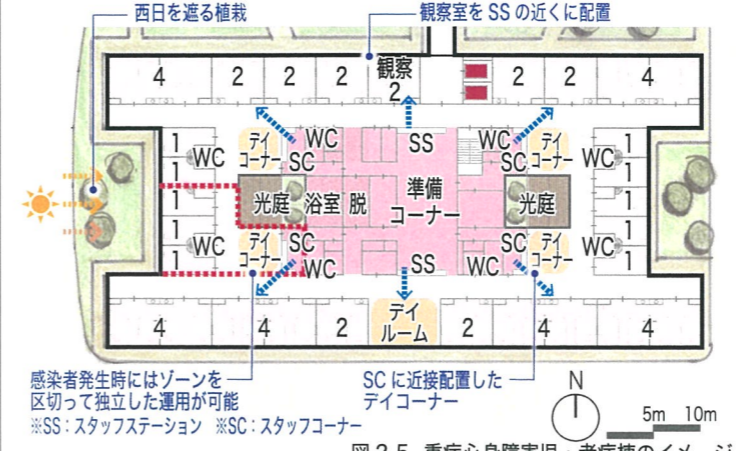 西日を遮る植栽
観察室をSSの近くに配置
4 2 2 2 観察 2 2 2 4
1 WC デイコーナー WC SC SS WC SC デイコーナー WC 1
1 1
1 光庭 浴室 脱 準備コーナー 光庭 1
1 1
1 WC デイコーナー SC WC SS SC WC デイコーナー WC 1
1 1
4 4 2 デイルーム 2 4 4
感染者発生時にはゾーンを
区切って独立した運用が可能
SCに近接配置した
デイコーナー
※SS：スタッフステーション ※SC：スタッフコーナー
N
5m 10m